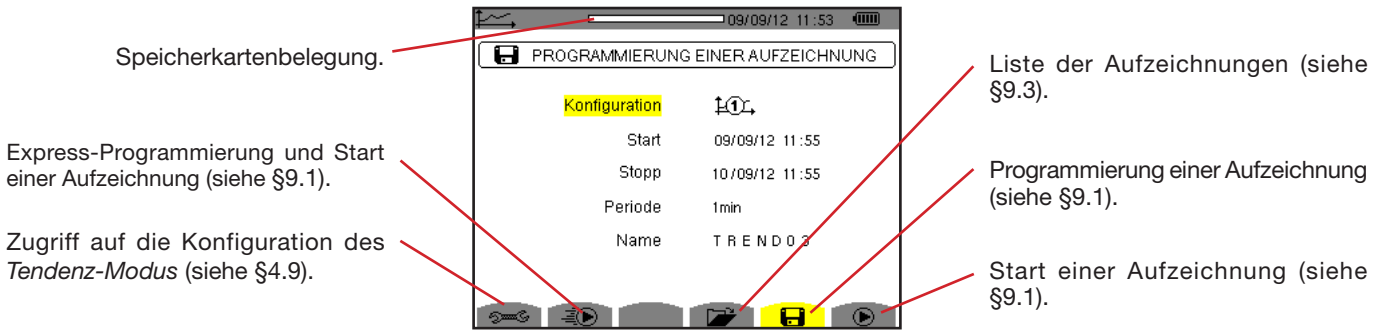 Speicherkartenbelegung.
Express-Programmierung und Start
einer Aufzeichnung (siehe §9.1).
Zugriff auf die Konfiguration des
Tendenz-Modus (siehe §4.9).
09/09/12 11:53
PROGRAMMIERUNG EINER AUFZEICHNUNG
Konfiguration 1
Start 09/09/12 11:55
Stopp 10/09/12 11:55
Periode 1min
Name TREND03
Liste der Aufzeichnungen (siehe
§9.3).
Programmierung einer Aufzeichnung
(siehe §9.1).
Start einer Aufzeichnung (siehe
§9.1).